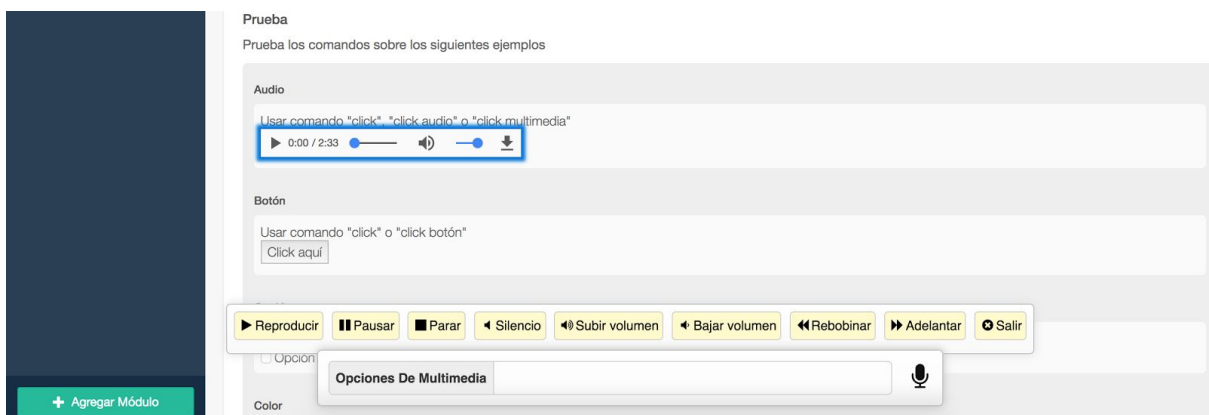 Prueba
Prueba los comandos sobre los siguientes ejemplos
Audio
Usar comando "click", "click audio" o "click multimedia"
0:00 / 2:33
Botón
Usar comando "click" o "click botón"
Click aquí
Reproducir Pausar Parar Silencio Subir volumen Bajar volumen Rebobinar Adelantar Salir
Opción
Opciones De Multimedia
+ Agregar Módulo
Color